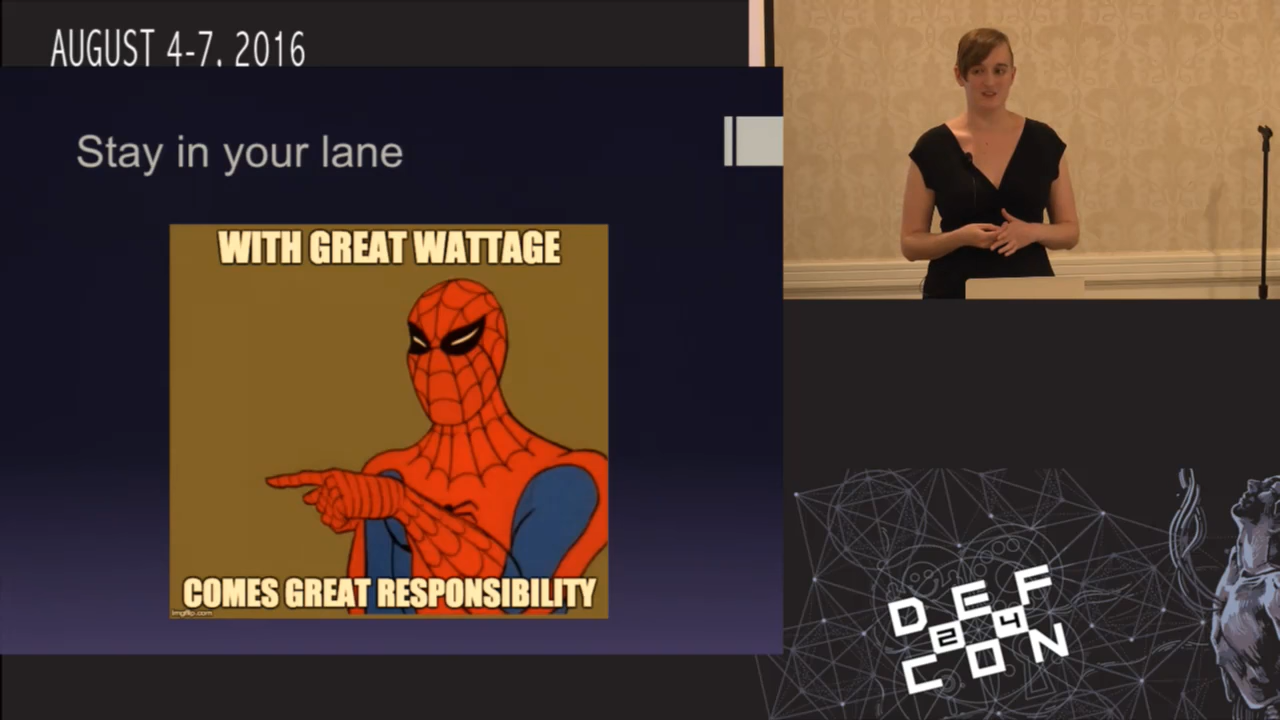 AUGUST 4-7, 2016
Stay in your lane
WITH GREAT WATTAGE
COMES GREAT RESPONSIBILITY
imgflip.com
DEF
24
CON